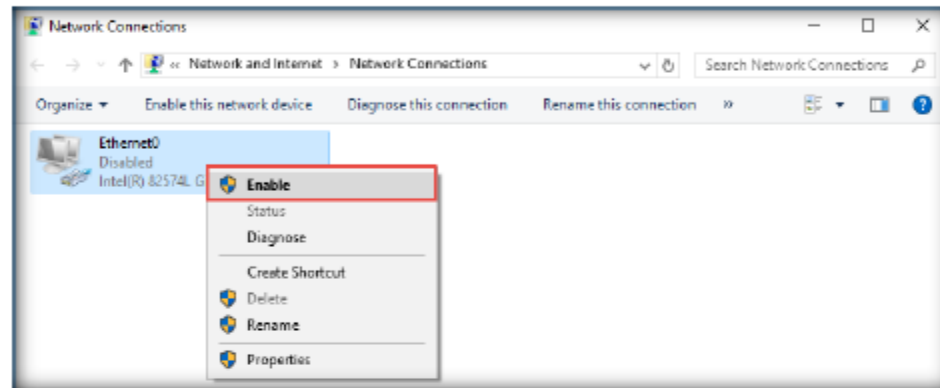 Network Connections
« Network and Internet > Network Connections
Search Network Connections
Organize ▾ Enable this network device Diagnose this connection Rename this connection »
Ethernet0
Disabled
Intel(R) 82574L G
Enable
Status
Diagnose
Create Shortcut
Delete
Rename
Properties